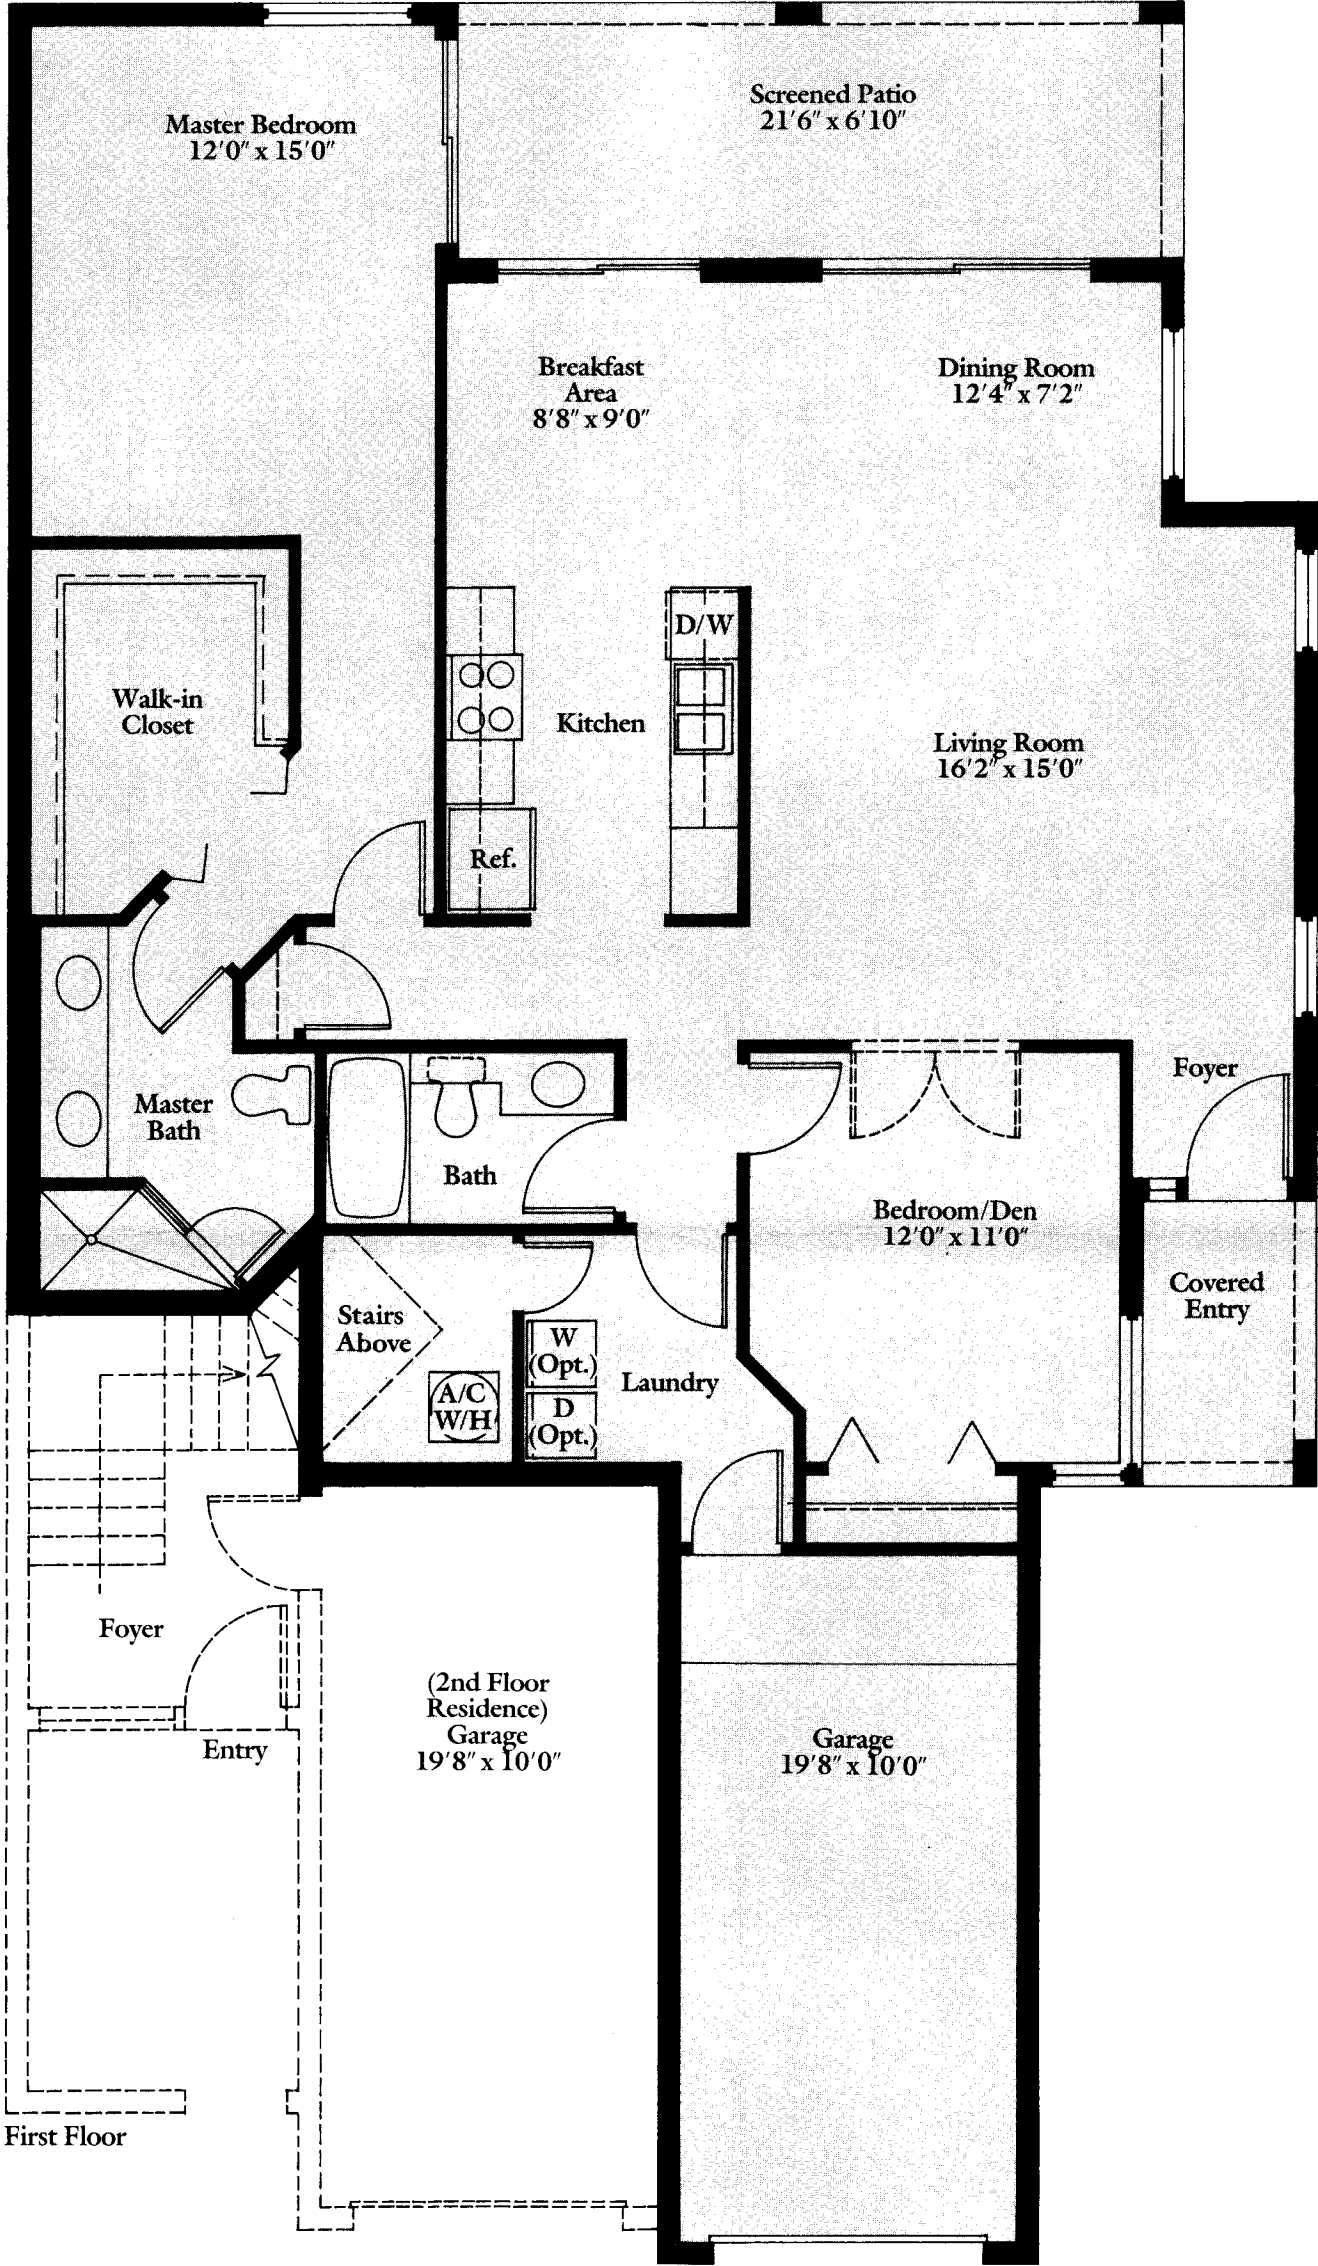 Screened Patio
21'6" x 6'10"
Master Bedroom
12'0" x 15'0"
Breakfast
Area
8'8" x 9'0"
Dining Room
12'4" x 7'2"
D/W
Walk-in
Closet
Kitchen
Living Room
16'2" x 15'0"
Ref.
Foyer
Master
Bath
Bath
Bedroom/Den
12'0" x 11'0"
Covered
Entry
Stairs
Above
W
(Opt.)
Laundry
A/C
W/H
D
(Opt.)
Foyer
(2nd Floor
Residence)
Garage
19'8" x 10'0"
Entry
Garage
19'8" x 10'0"
First Floor